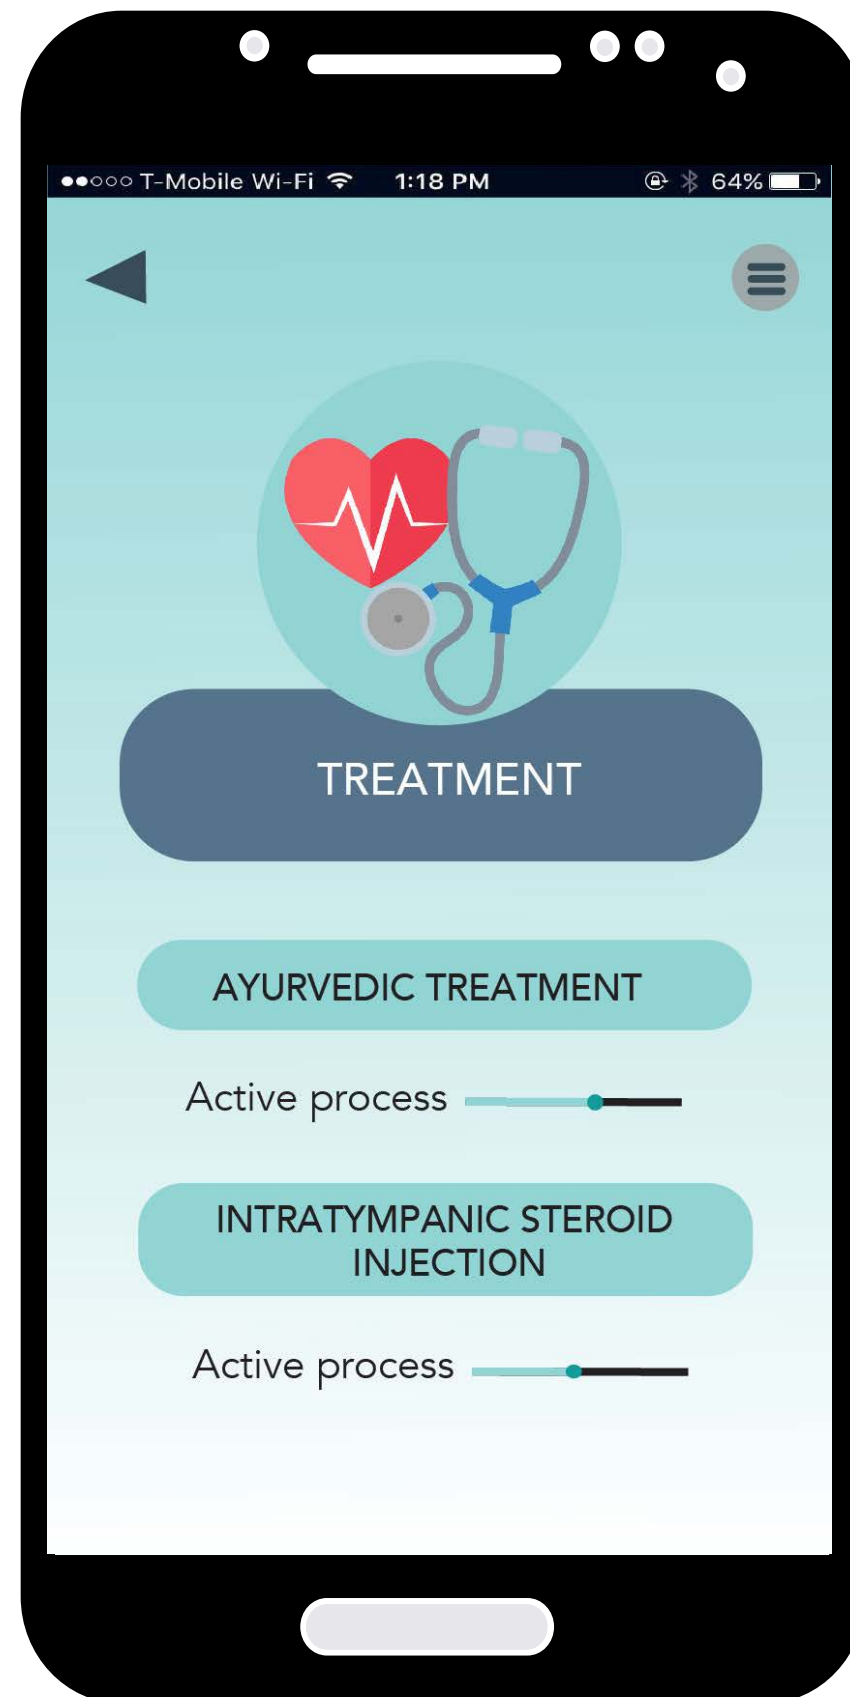 T-Mobile Wi-Fi 1:18 PM 64%
TREATMENT
AYURVEDIC TREATMENT
Active process
INTRATYMPANIC STEROID
INJECTION
Active process